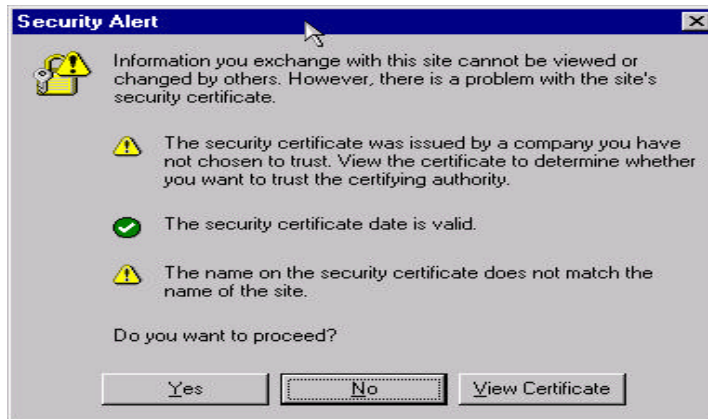 Security Alert
Information you exchange with this site cannot be viewed or
changed by others. However, there is a problem with the site's
security certificate.
The security certificate was issued by a company you have
not chosen to trust. View the certificate to determine whether
you want to trust the certifying authority.
The security certificate date is valid.
The name on the security certificate does not match the
name of the site.
Do you want to proceed?
Yes No View Certificate